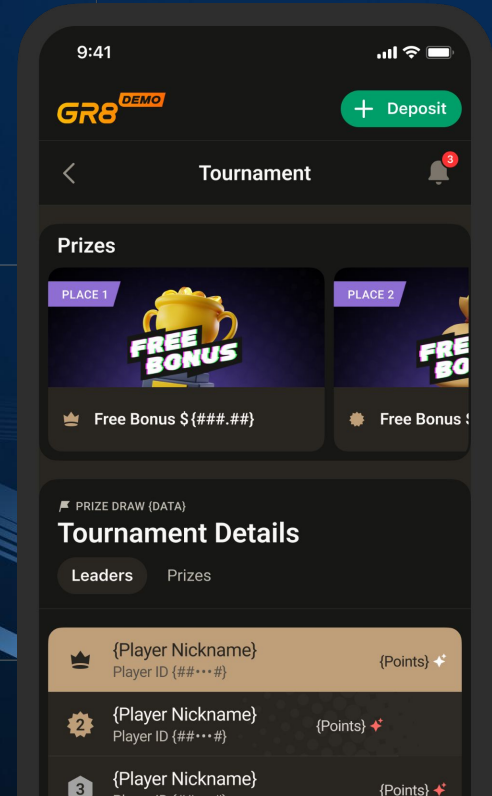 9:41
GR8 DEMO
+ Deposit
Tournament
3
Prizes
PLACE 1
PLACE 2
FREE
BONUS
FRE
BO
Free Bonus ${###.##}
Free Bonus
PRIZE DRAW {DATA}
Tournament Details
Leaders
Prizes
{Player Nickname}
Player ID {##•••#}
{Points}
2
{Player Nickname}
Player ID {##•••#}
{Points}
3
{Player Nickname}
{Points}